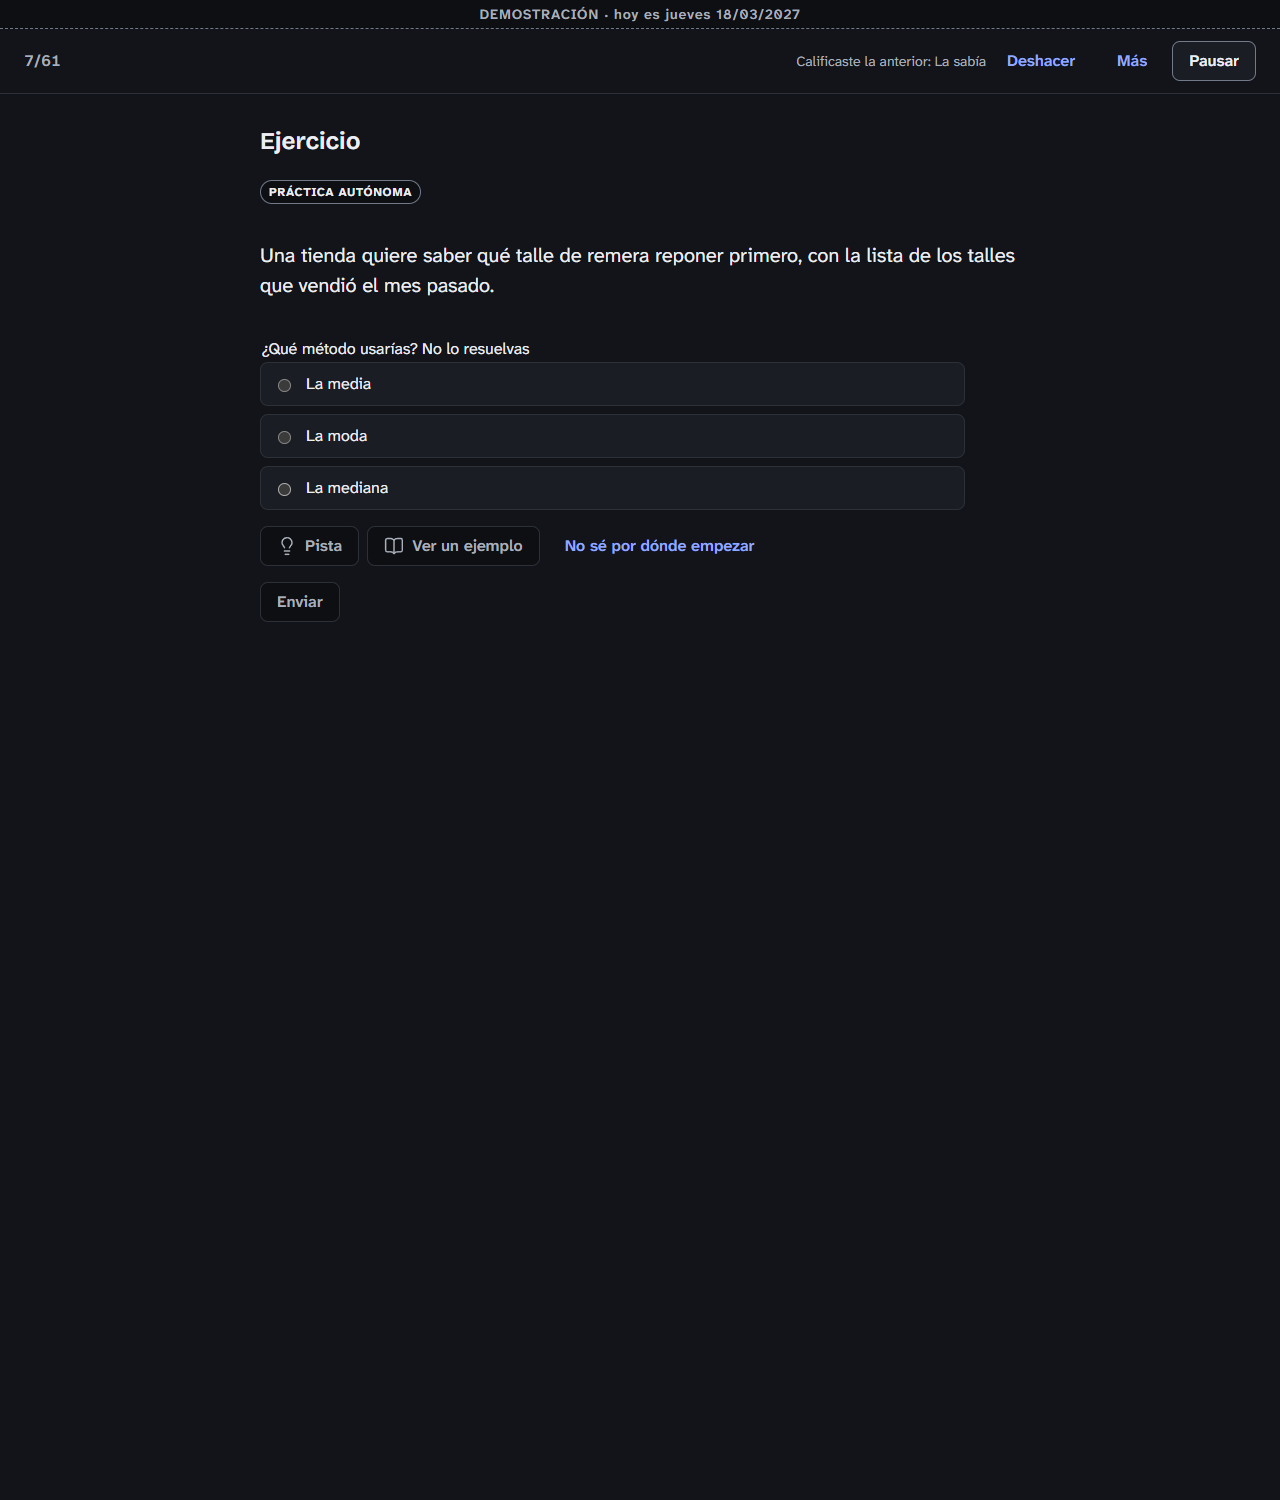 DEMOSTRACIÓN · hoy es jueves 18/03/2027
7/61
Calificaste la anterior: La sabía
Deshacer
Más
Pausar
Ejercicio
PRÁCTICA AUTÓNOMA
Una tienda quiere saber qué talle de remera reponer primero, con la lista de los talles
que vendió el mes pasado.
¿Qué método usarías? No lo resuelvas
La media
La moda
La mediana
Pista
Ver un ejemplo
No sé por dónde empezar
Enviar